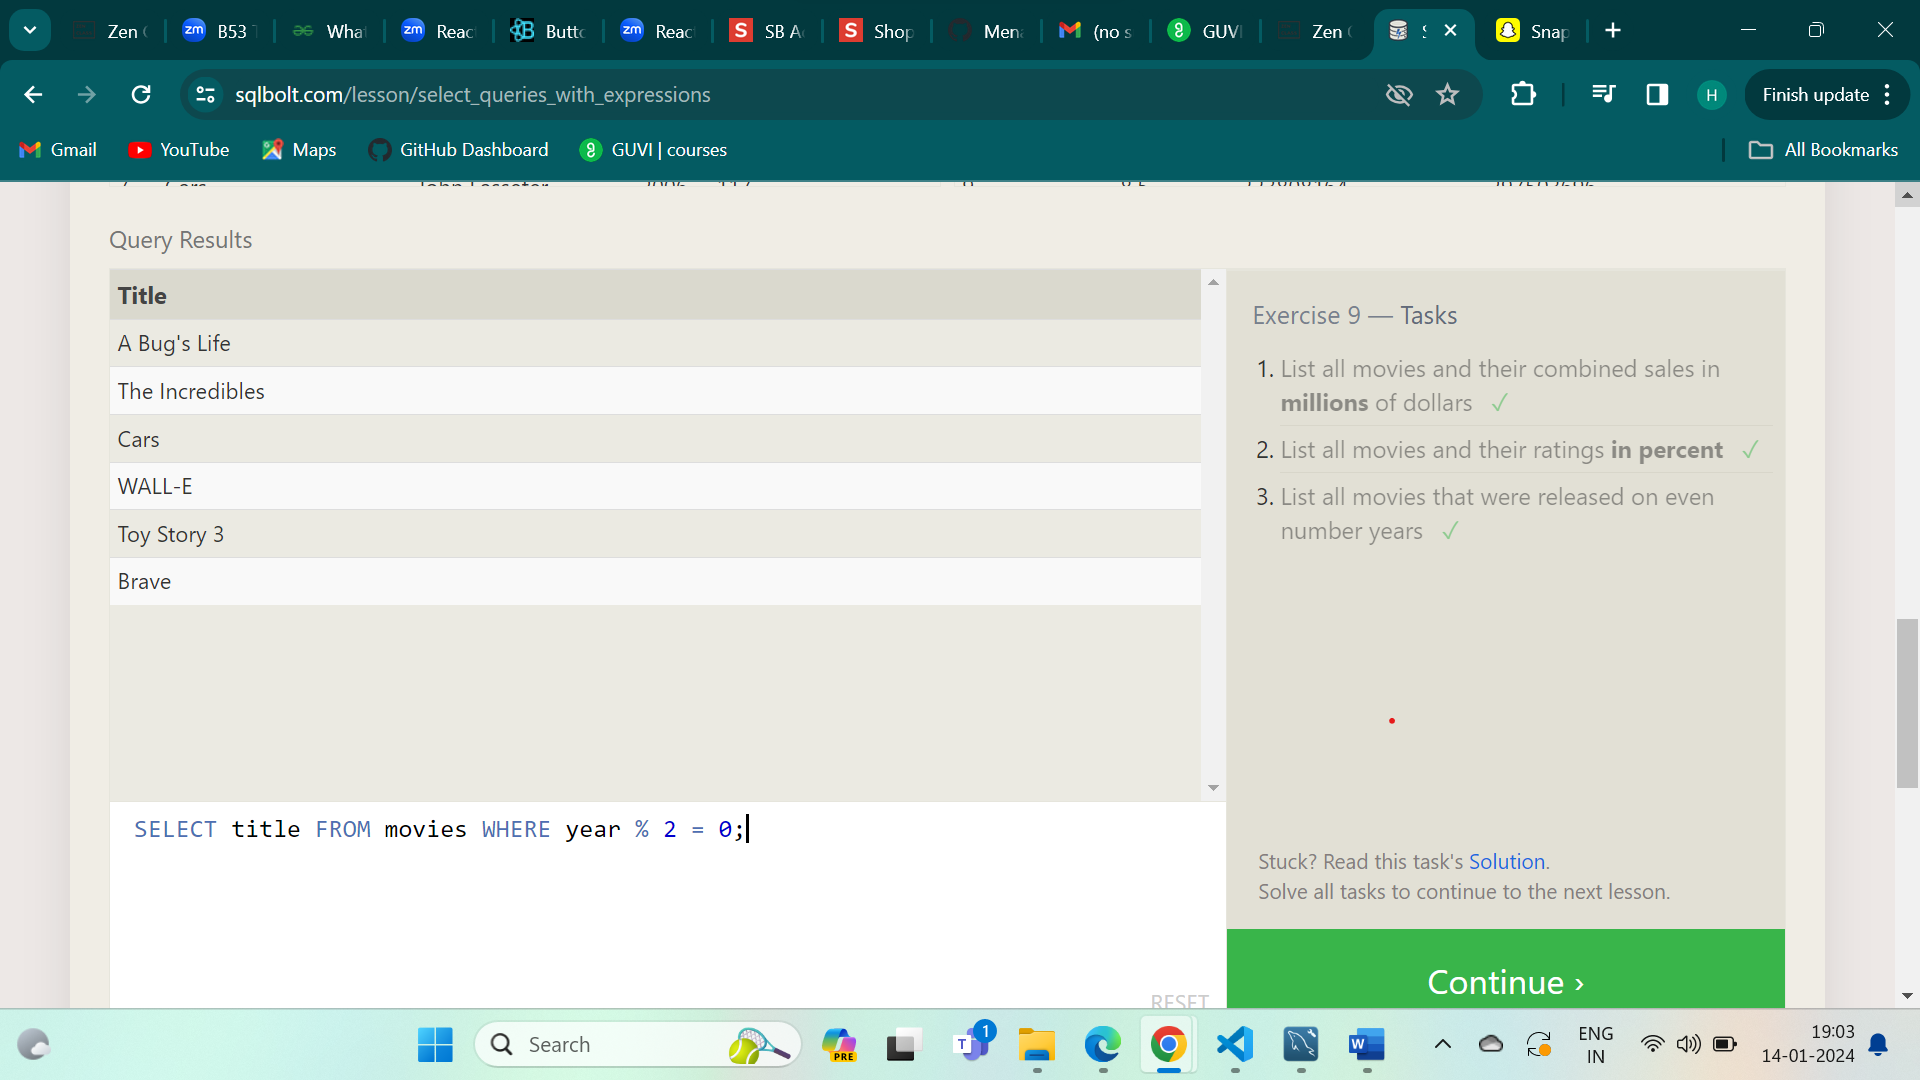 Zen
B53
What
Reac
Butto
Reac
SB A
Shop
Mena
(no s
GUVI
Zen
S
Snap
sqlbolt.com/lesson/select_queries_with_expressions
H
Finish update
Gmail
YouTube
Maps
GitHub Dashboard
GUVI | courses
All Bookmarks
Query Results
Title
A Bug's Life
The Incredibles
Cars
WALL-E
Toy Story 3
Brave
SELECT title FROM movies WHERE year % 2 = 0;
RESET
Exercise 9 — Tasks
1. List all movies and their combined sales in
millions of dollars ✓
2. List all movies and their ratings in percent ✓
3. List all movies that were released on even
number years ✓
Stuck? Read this task's Solution.
Solve all tasks to continue to the next lesson.
Continue ›
Search
PRE
T
1
W
ENG
IN
19:03
14-01-2024